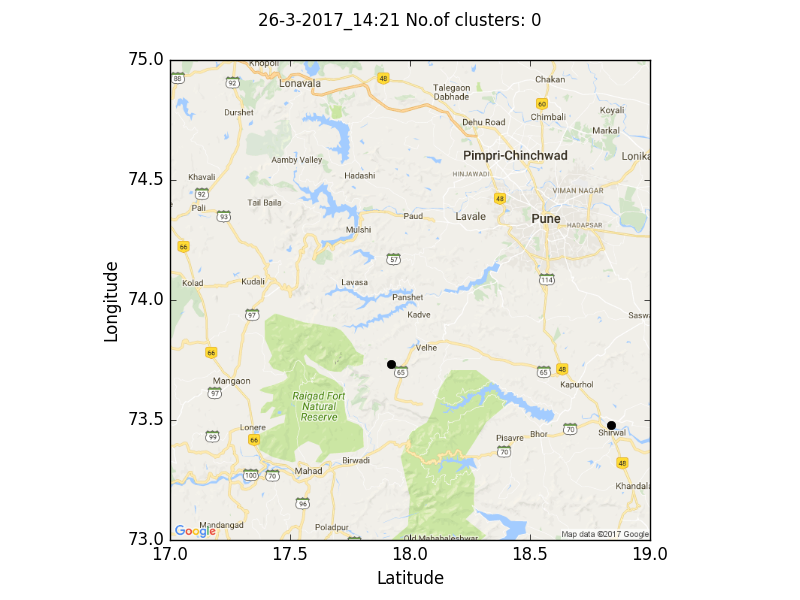 26-3-2017_14:21 No.of clusters: 0
75.0
Khopoli
88
92
Lonavala
48
Talegaon
Dabhade
Chakan
60
Durshet
Dehu Road
Chimbali
Koyali
Markal
Aamby Valley
Pimpri-Chinchwad
Lonika
Khavali
Hadashi
HINJAWADI
74.5
92
VIMAN NAGAR
48
Pali
Tail Baila
93
Paud
Lavale
Pune
HADAPSAR
Mulshi
66
57
Kolad
Kudali
Lavasa
114
74.0
Panshet
97
Kadve
Sasw
Longitude
66
Velhe
65
65
48
Mangaon
Kapurhol
97
Raigad Fort
Natural
Reserve
73.5
Lonere
99
66
Pisavre
Bhor
70
Shirwal
70
Birwadi
48
100
70
Mahad
Khandal
96
Mandangad
Poladpur
Old Mahabaleshwar
Google
Map data ©2017 Google
73.0
17.0
17.5
18.0
18.5
19.0
Latitude